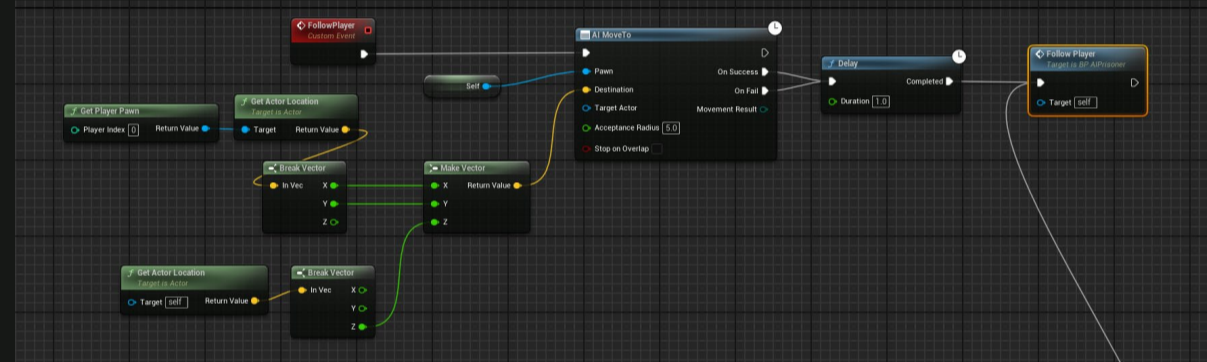 FollowPlayer
Custom Event
AI MoveTo
Pawn
Destination
Target Actor
Acceptance Radius 5.0
Stop on Overlap
On Success
On Fail
Movement Result
Self
Delay
Completed
Duration 1.0
Follow Player
Target is BP AIPrisoner
Target self
Get Player Pawn
Player Index 0
Return Value
Get Actor Location
Target is Actor
Target
Return Value
Break Vector
In Vec
X
Y
Z
Make Vector
X
Y
Z
Return Value
Get Actor Location
Target is Actor
Target self
Return Value
Break Vector
In Vec
X
Y
Z